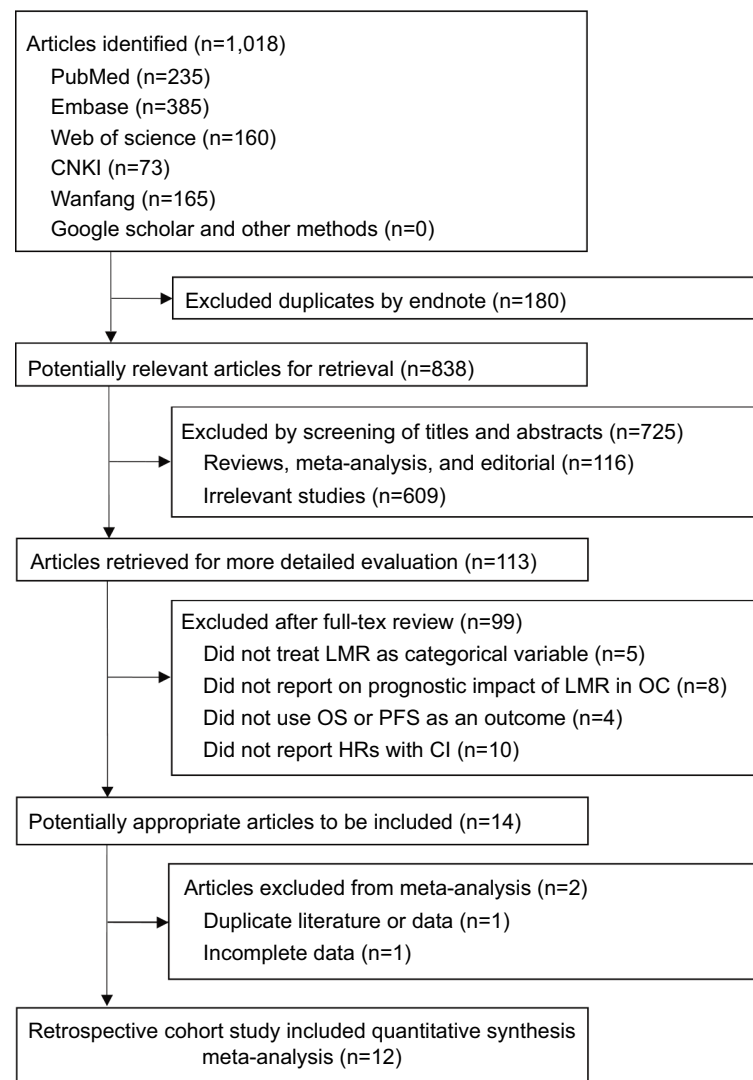 Articles identified (n=1,018)
PubMed (n=235)
Embase (n=385)
Web of science (n=160)
CNKI (n=73)
Wanfang (n=165)
Google scholar and other methods (n=0)
Excluded duplicates by endnote (n=180)
Potentially relevant articles for retrieval (n=838)
Excluded by screening of titles and abstracts (n=725)
Reviews, meta-analysis, and editorial (n=116)
Irrelevant studies (n=609)
Articles retrieved for more detailed evaluation (n=113)
Excluded after full-tex review (n=99)
Did not treat LMR as categorical variable (n=5)
Did not report on prognostic impact of LMR in OC (n=8)
Did not use OS or PFS as an outcome (n=4)
Did not report HRs with CI (n=10)
Potentially appropriate articles to be included (n=14)
Articles excluded from meta-analysis (n=2)
Duplicate literature or data (n=1)
Incomplete data (n=1)
Retrospective cohort study included quantitative synthesis
meta-analysis (n=12)